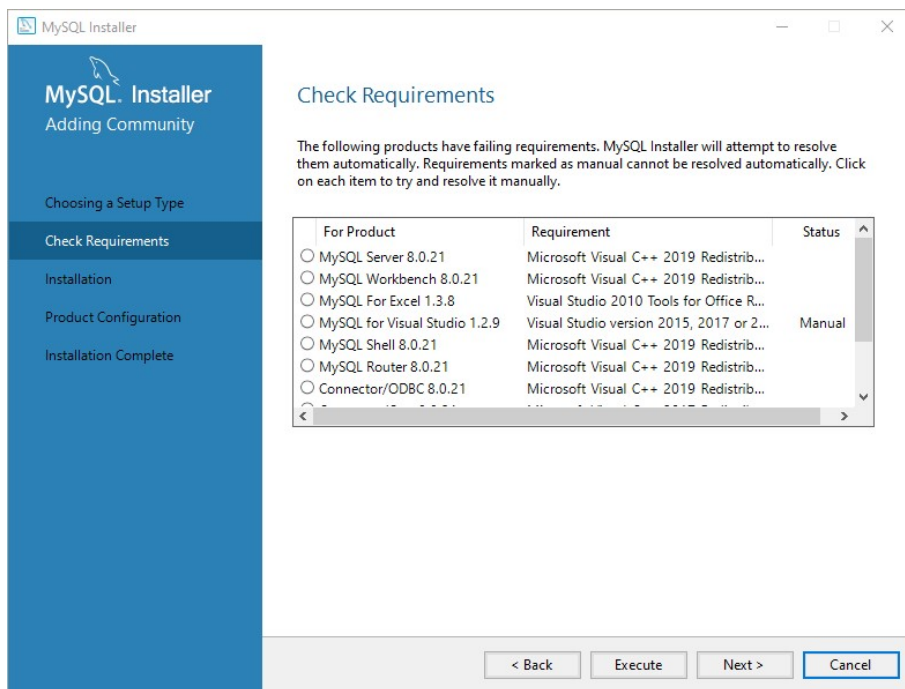 MySQL Installer
MySQL. Installer
Adding Community
Choosing a Setup Type
Check Requirements
Installation
Product Configuration
Installation Complete
Check Requirements
The following products have failing requirements. MySQL Installer will attempt to resolve
them automatically. Requirements marked as manual cannot be resolved automatically. Click
on each item to try and resolve it manually.
For Product Requirement Status
MySQL Server 8.0.21 Microsoft Visual C++ 2019 Redistrib...
MySQL Workbench 8.0.21 Microsoft Visual C++ 2019 Redistrib...
MySQL For Excel 1.3.8 Visual Studio 2010 Tools for Office R...
MySQL for Visual Studio 1.2.9 Visual Studio version 2015, 2017 or 2... Manual
MySQL Shell 8.0.21 Microsoft Visual C++ 2019 Redistrib...
MySQL Router 8.0.21 Microsoft Visual C++ 2019 Redistrib...
Connector/ODBC 8.0.21 Microsoft Visual C++ 2019 Redistrib...
< Back Execute Next > Cancel